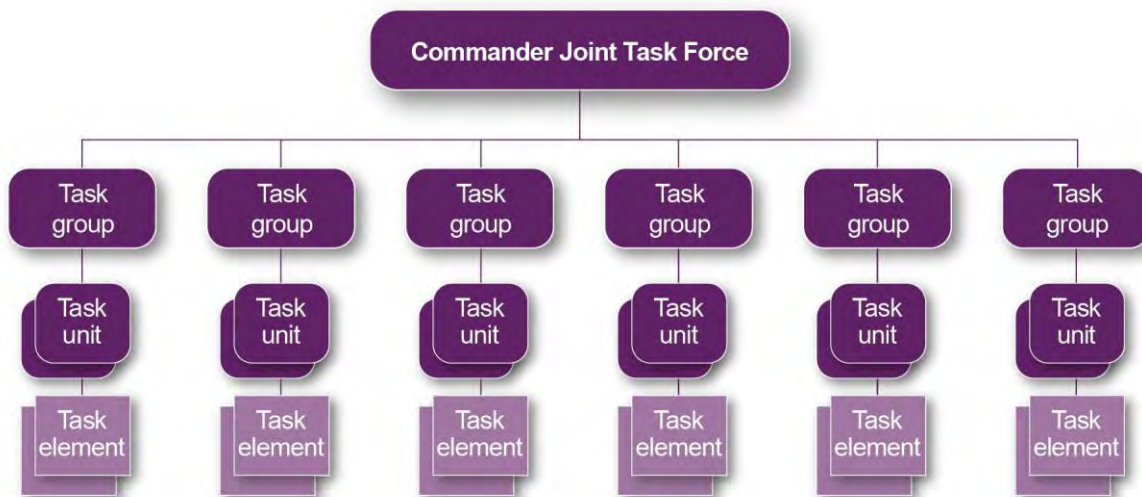 Commander Joint Task Force
Task
group
Task
group
Task
group
Task
group
Task
group
Task
group
Task
unit
Task
unit
Task
unit
Task
unit
Task
unit
Task
unit
Task
element
Task
element
Task
element
Task
element
Task
element
Task
element